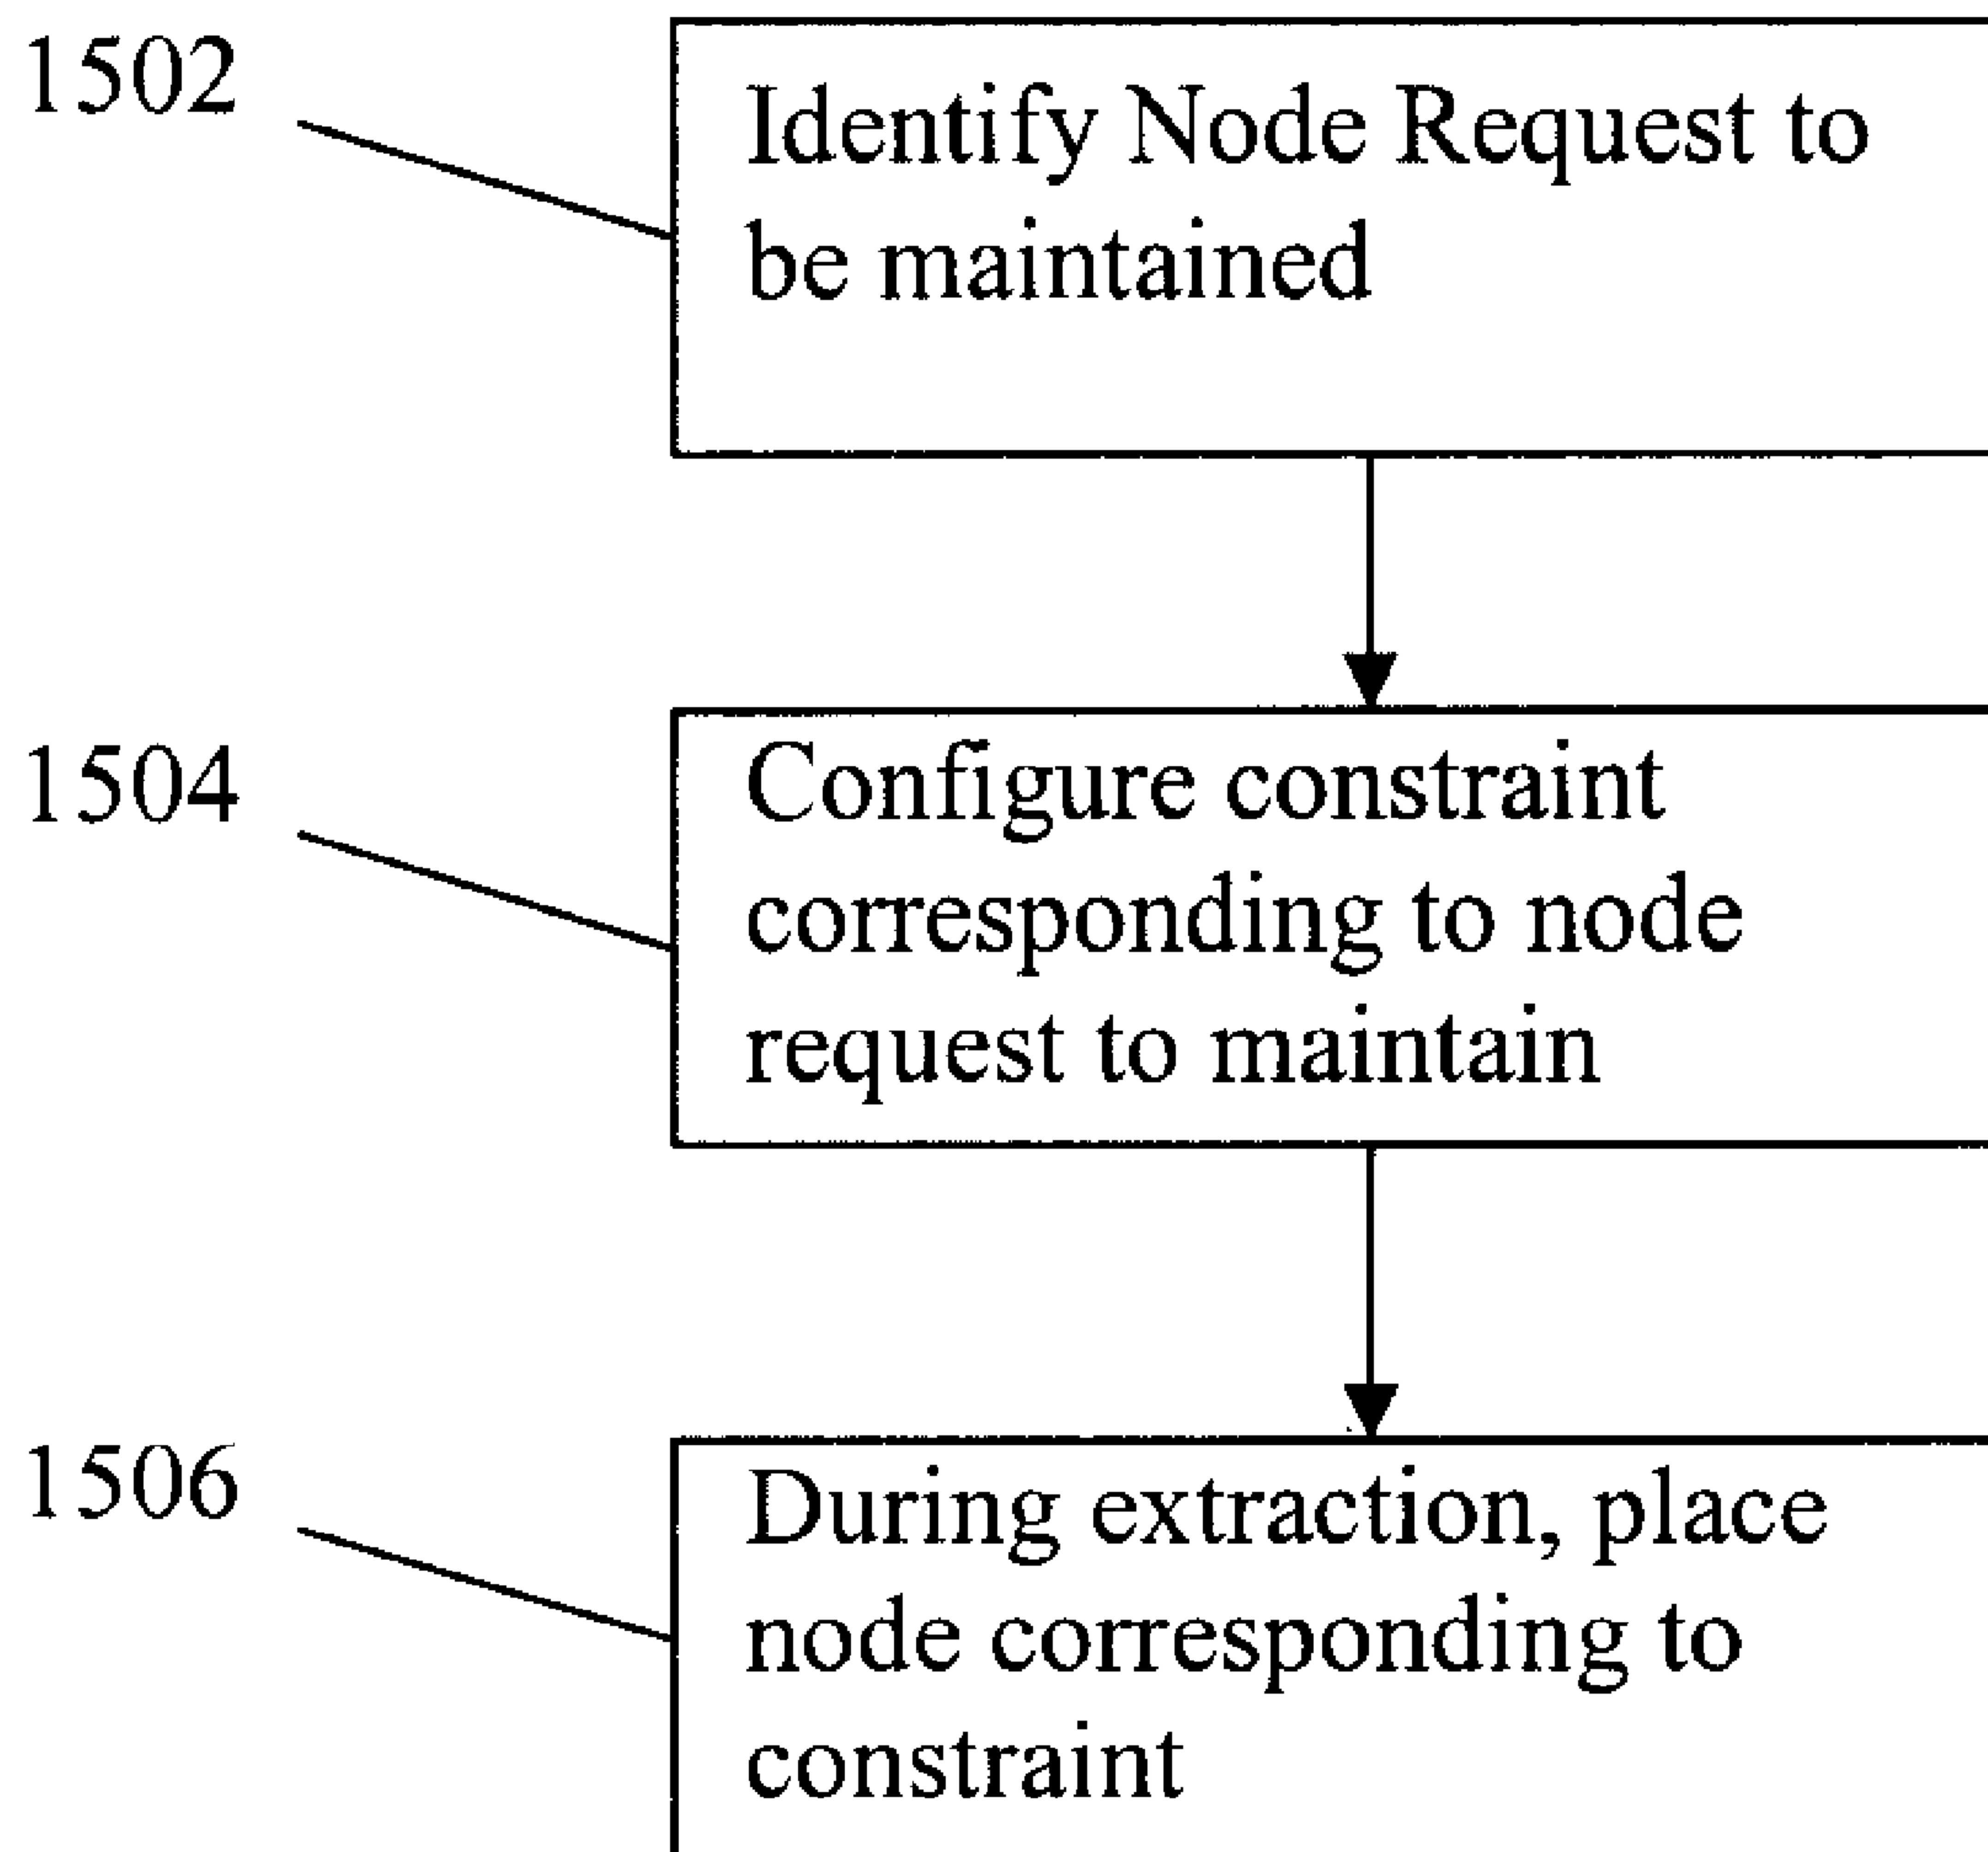 1502
Identify Node Request to
be maintained
1504
Configure constraint
corresponding to node
request to maintain
1506
During extraction, place
node corresponding to
constraint